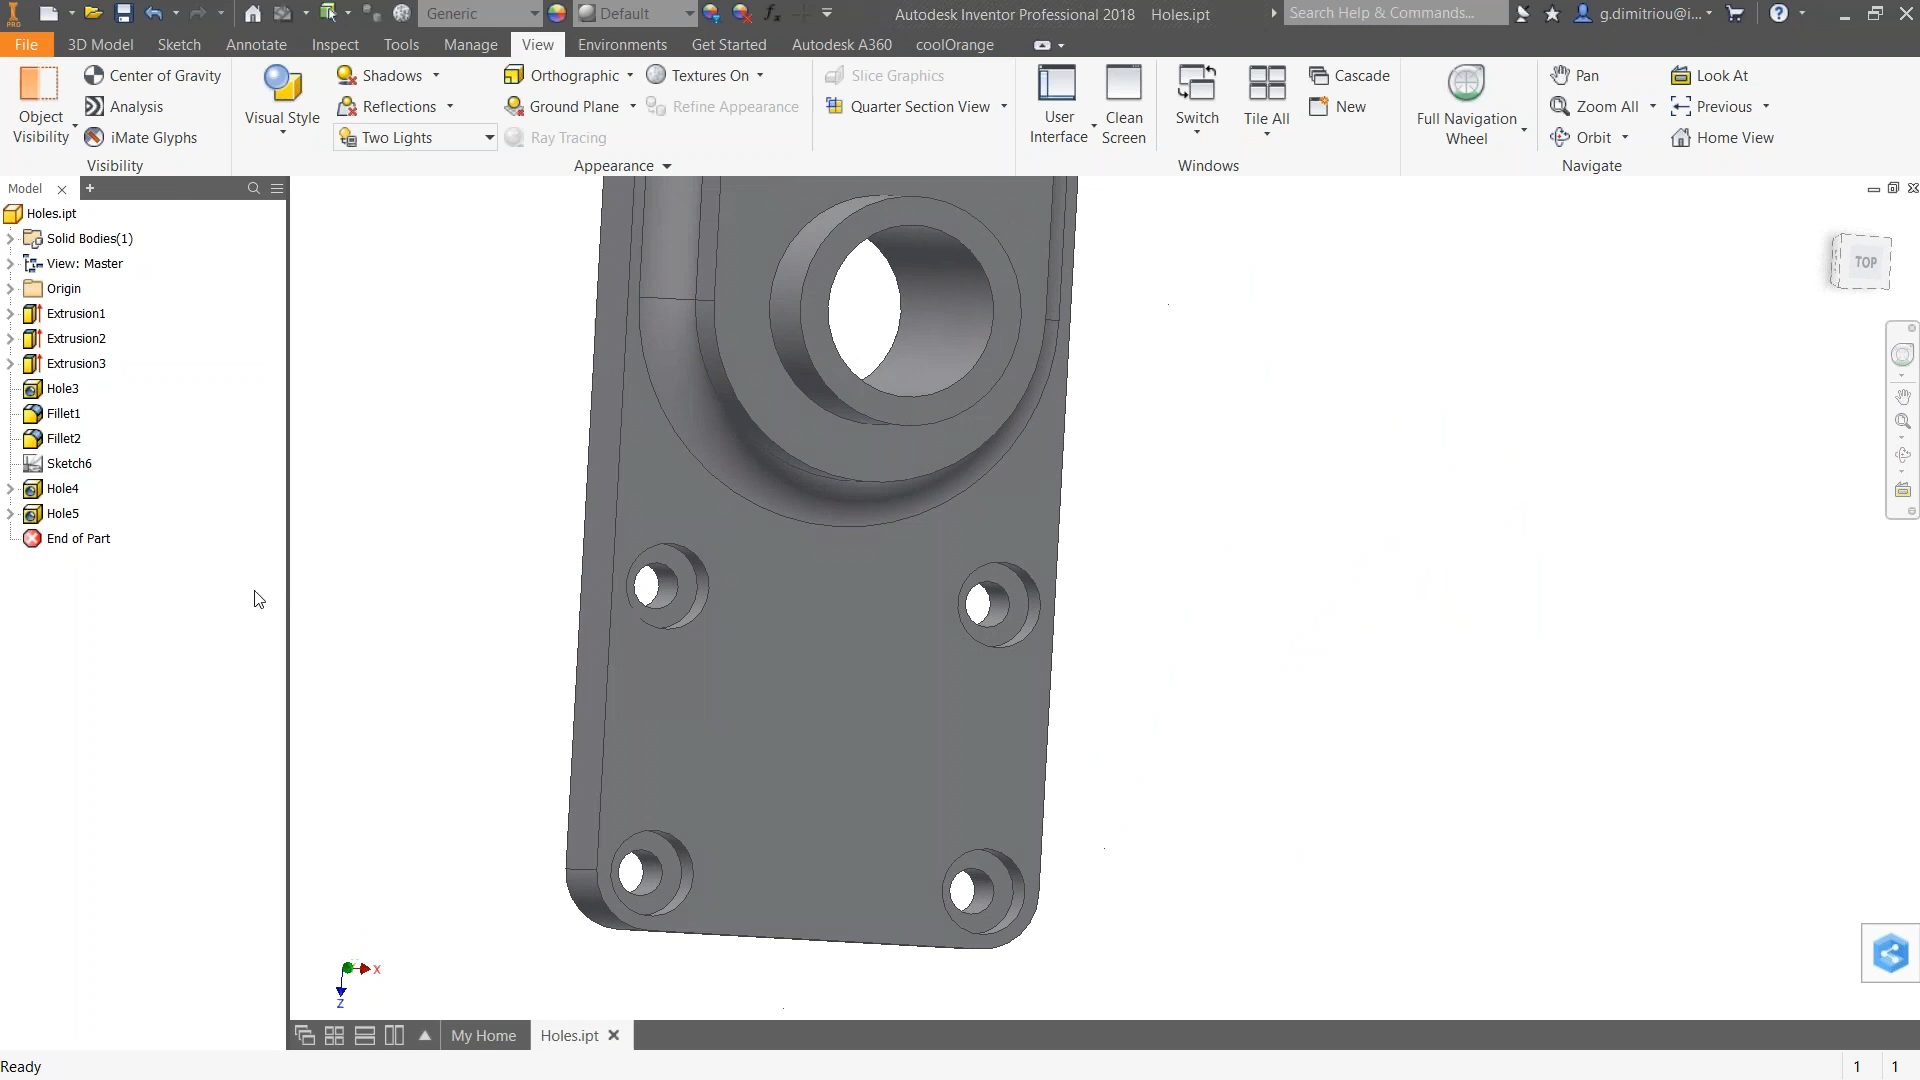 PRO
Generic
Default
fx
Autodesk Inventor Professional 2018 Holes.ipt
Search Help & Commands...
g.dimitriou@i...
File 3D Model Sketch Annotate Inspect Tools Manage View Environments Get Started Autodesk A360 coolOrange
Object
Visibility
Center of Gravity
Analysis
iMate Glyphs
Visibility
Visual Style
Shadows
Reflections
Two Lights
Orthographic
Ground Plane
Ray Tracing
Textures On
Refine Appearance
Appearance
Slice Graphics
Quarter Section View
User
Interface
Clean
Screen
Switch
Tile All
Cascade
New
Windows
Full Navigation
Wheel
Pan
Zoom All
Orbit
Look At
Previous
Home View
Navigate
Model
Holes.ipt
Solid Bodies(1)
View: Master
Origin
Extrusion1
Extrusion2
Extrusion3
Hole3
Fillet1
Fillet2
Sketch6
Hole4
Hole5
End of Part
TOP
X
Z
My Home
Holes.ipt
Ready
1 1